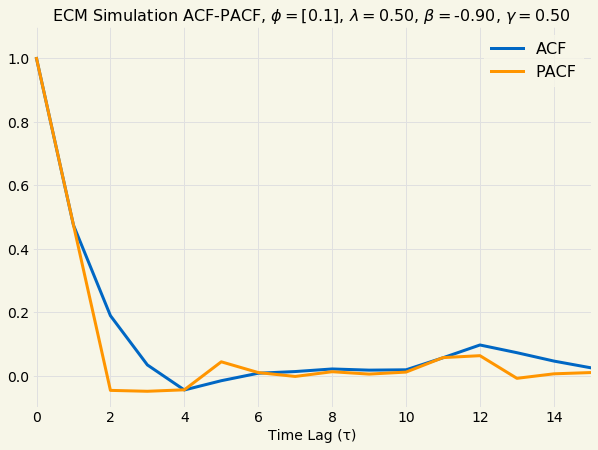 ECM Simulation ACF-PACF, ϕ = [0.1], λ = 0.50, β = -0.90, γ = 0.50
ACF
PACF
1.0
0.8
0.6
0.4
0.2
0.0
0 2 4 6 8 10 12 14
Time Lag (τ)